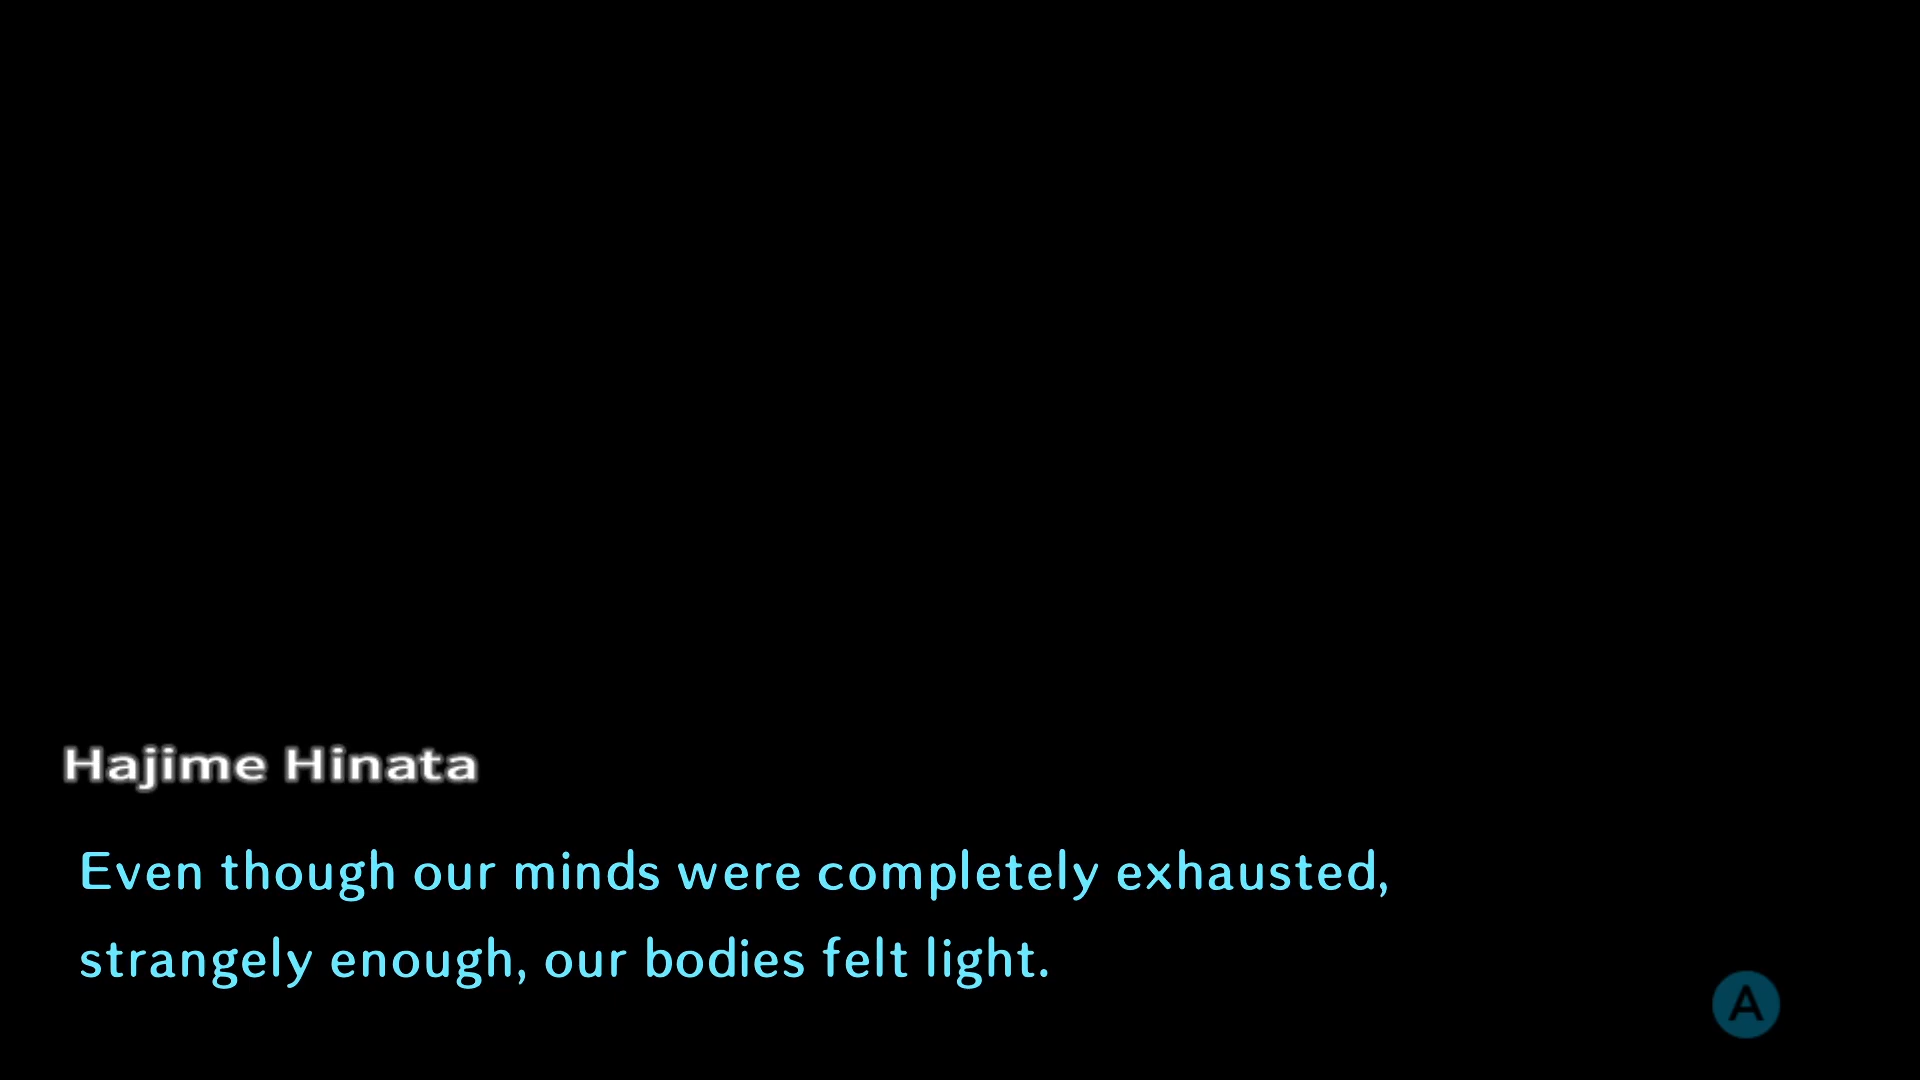 Hajime Hinata
Even though our minds were completely exhausted,
strangely enough, our bodies felt light.
A